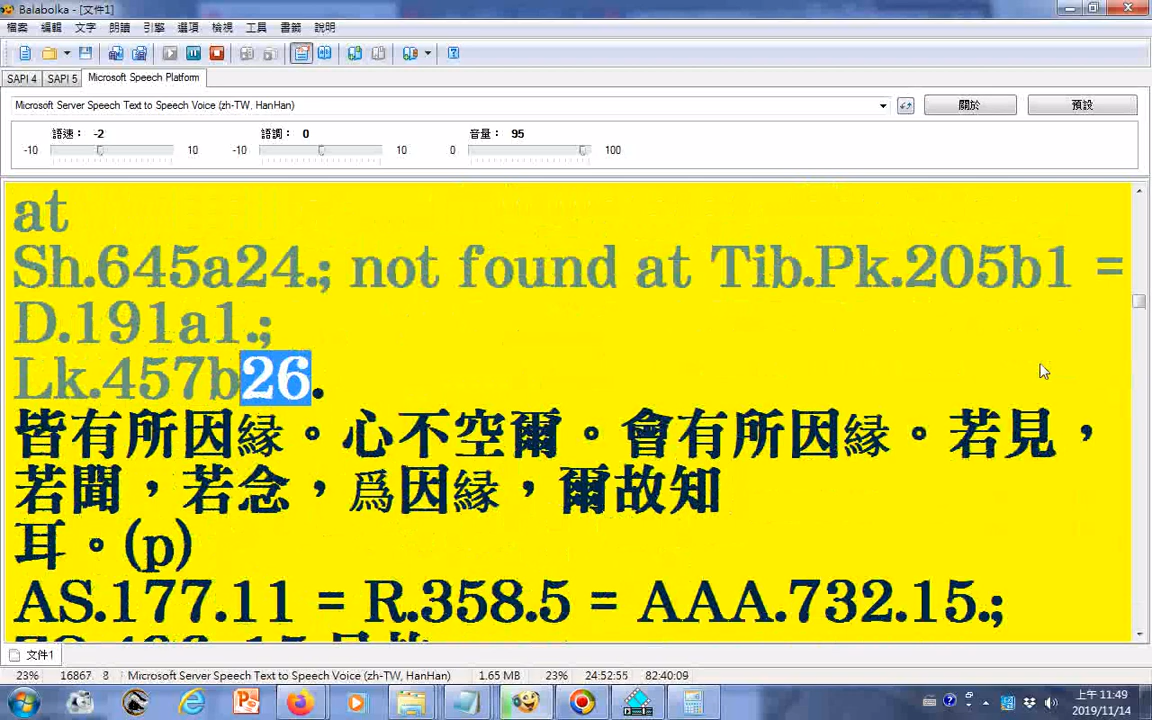 Balabolka - [文件1]
檔案 編輯 文字 朗讀 引擎 選項 檢視 工具 書籤 說明
SAPI 4 SAPI 5 Microsoft Speech Platform
Microsoft Server Speech Text to Speech Voice (zh-TW, HanHan) 關於 預設
語速： -2 語調： 0 音量： 95
-10 10 -10 10 0 100
at
Sh.645a24.; not found at Tib.Pk.205b1 =
D.191a1.;
Lk.457b26.
皆有所因縁。心不空爾。會有所因縁。若見，
若聞，若念，爲因縁，爾故知
耳。(p)
AS.177.11 = R.358.5 = AAA.732.15.;
文件1
23% 16867 8 Microsoft Server Speech Text to Speech Voice (zh-TW, HanHan) 1.65 MB 23% 24:52:55 82:40:09
上午 11:49
2019/11/14